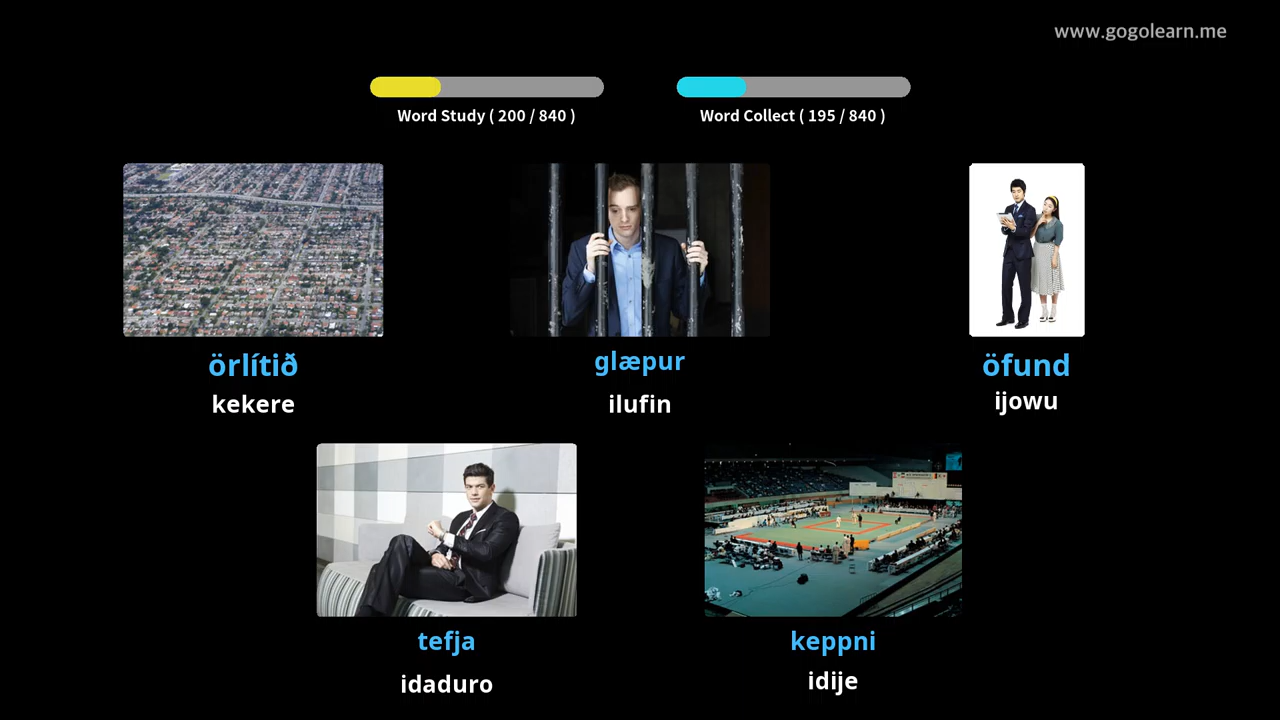 www.gogolearn.me
Word Study ( 200 / 840 )
Word Collect ( 195 / 840 )
örlítið
kekere
glæpur
ilufin
öfund
ijowu
tefja
idaduro
keppni
idije